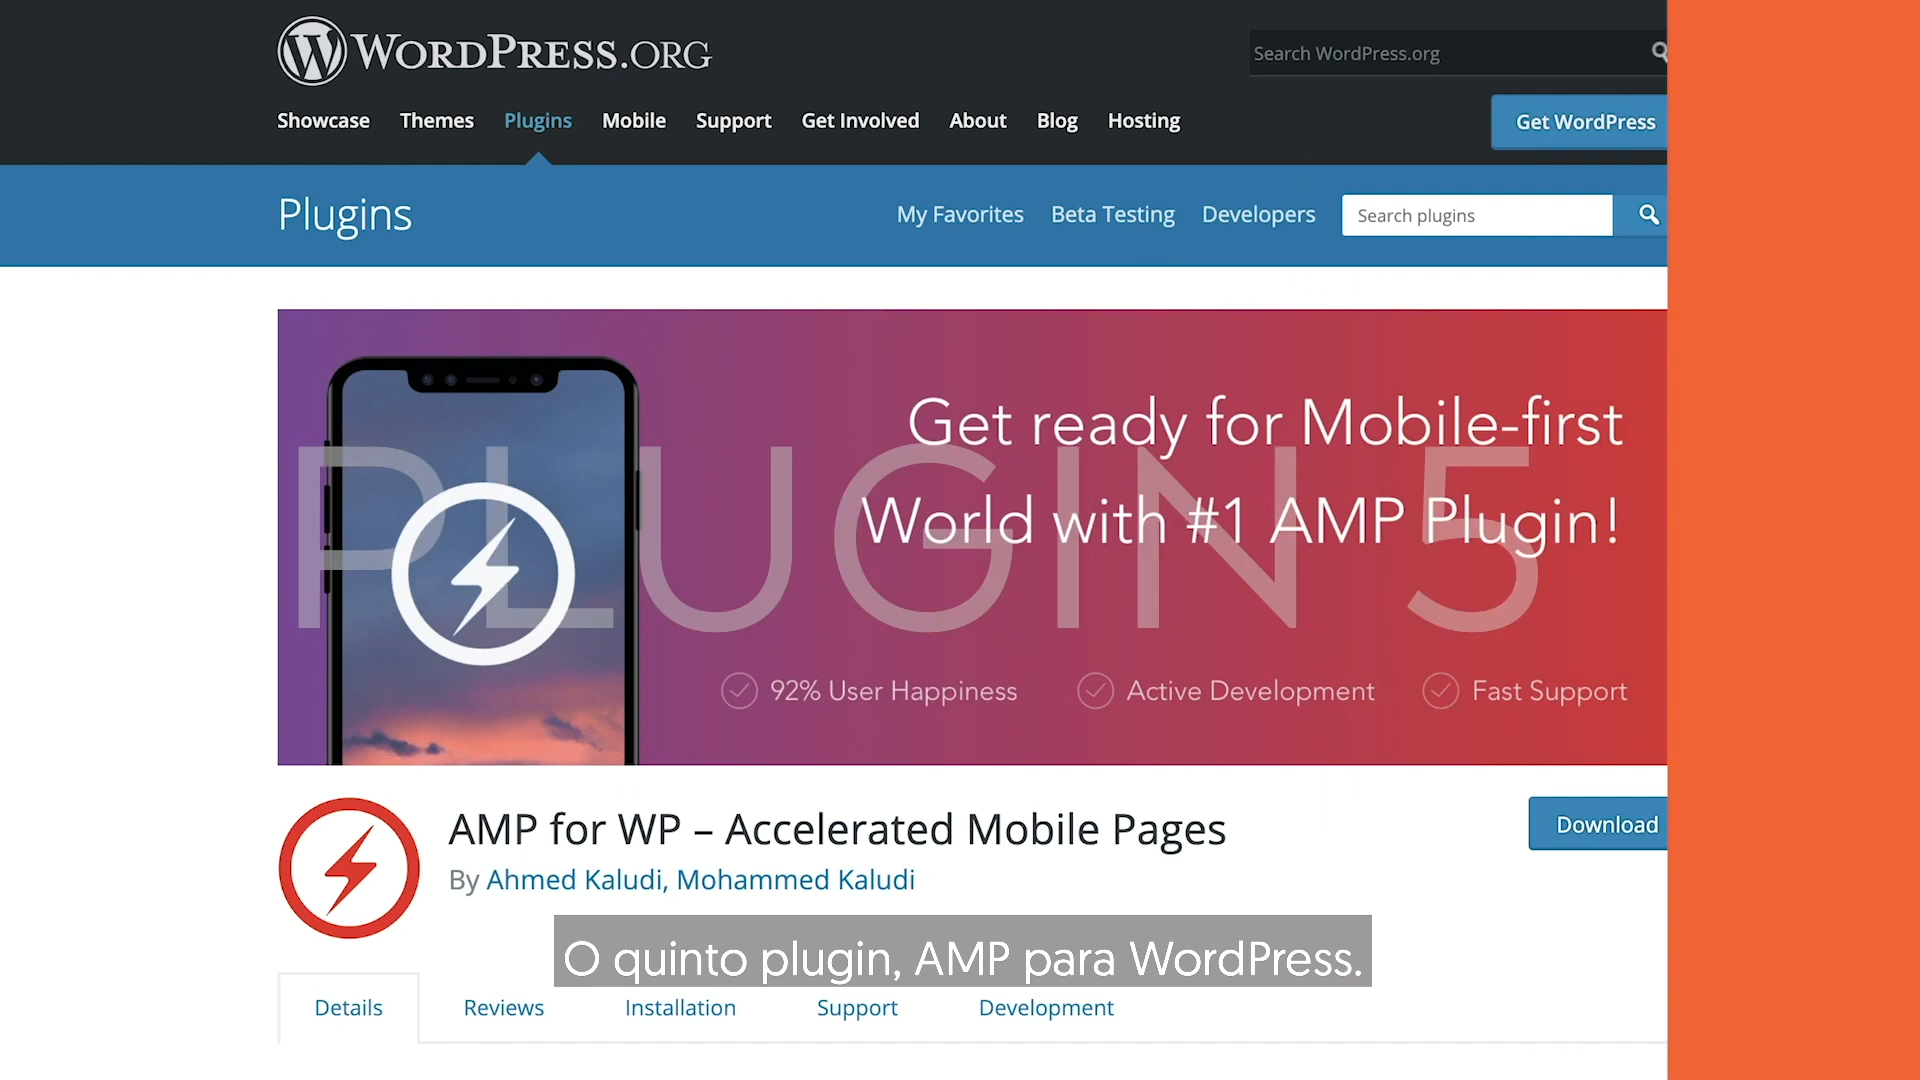 WORDPRESS.ORG
Search WordPress.org
Showcase Themes Plugins Mobile Support Get Involved About Blog Hosting
Get WordPress
Plugins
My Favorites Beta Testing Developers
Search plugins
Get ready for Mobile-first
World with #1 AMP Plugin!
PLUGIN 5
92% User Happiness Active Development Fast Support
AMP for WP – Accelerated Mobile Pages
Download
By Ahmed Kaludi, Mohammed Kaludi
O quinto plugin, AMP para WordPress.
Details Reviews Installation Support Development